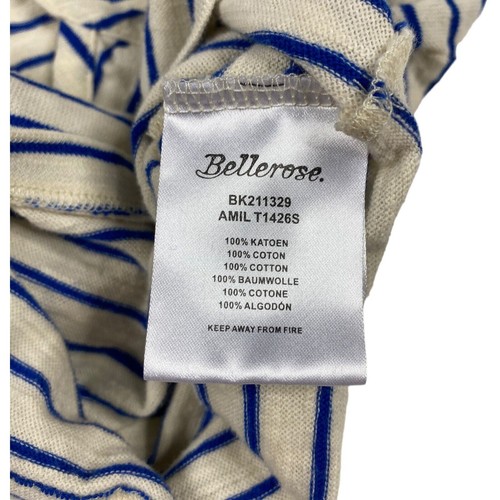 Bellerose.
BK211329
AMIL T1426S
100% KATOEN
100% COTON
100% COTTON
100% BAUMWOLLE
100% COTONE
100% ALGODÓN
KEEP AWAY FROM FIRE